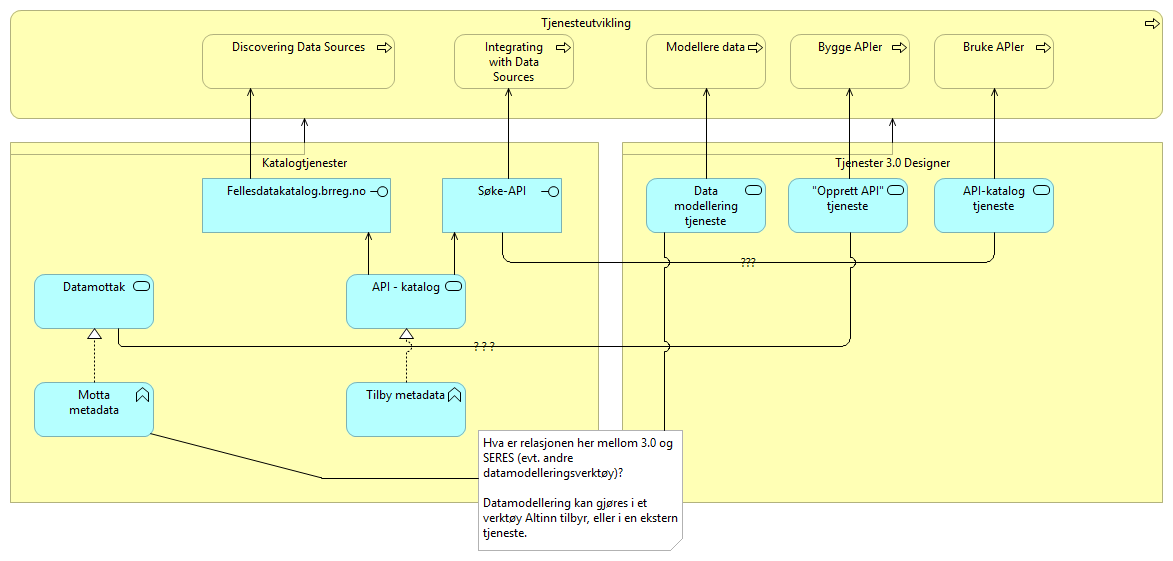 Tjenesteutvikling
Discovering Data Sources
Integrating
with Data
Sources
Modellere data
Bygge APIer
Bruke APIer
Katalogtjenester
Tjenester 3.0 Designer
Fellesdatakatalog.brreg.no
Søke-API
Data
modellering
tjeneste
"Opprett API"
tjeneste
API-katalog
tjeneste
???
Datamottak
API - katalog
? ? ?
Motta
metadata
Tilby metadata
Hva er relasjonen her mellom 3.0 og
SERES (evt. andre
datamodelleringsverktøy)?
Datamodellering kan gjøres i et
verktøy Altinn tilbyr, eller i en ekstern
tjeneste.